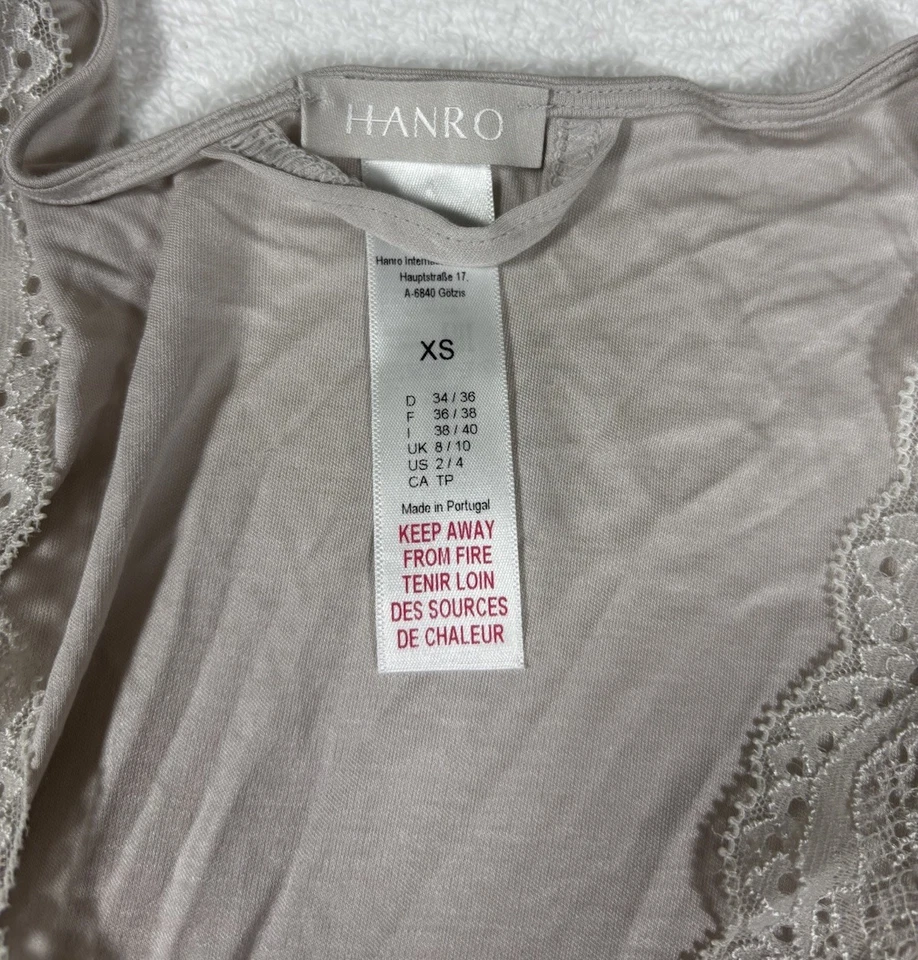 HANRO
Hanro
Hauptstraße 17,
A-6840 Götzis
XS
D 34 / 36
F 36 / 38
I 38 / 40
UK 8 / 10
US 2 / 4
CA TP
Made in Portugal
KEEP AWAY
FROM FIRE
TENIR LOIN
DES SOURCES
DE CHALEUR